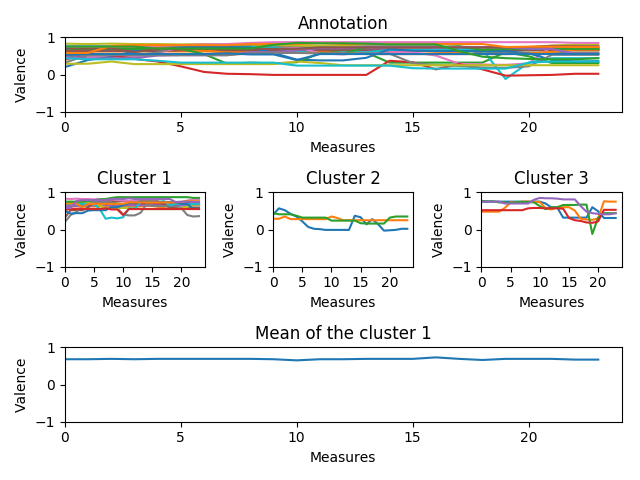 Annotation
Valence
1
0
-1
0 5 10 15 20
Measures
Cluster 1 Cluster 2 Cluster 3
Valence Valence Valence
1 1 1
0 0 0
-1 -1 -1
0 5 10 15 20 0 5 10 15 20 0 5 10 15 20
Measures Measures Measures
Mean of the cluster 1
Valence
1
0
-1
0 5 10 15 20
Measures